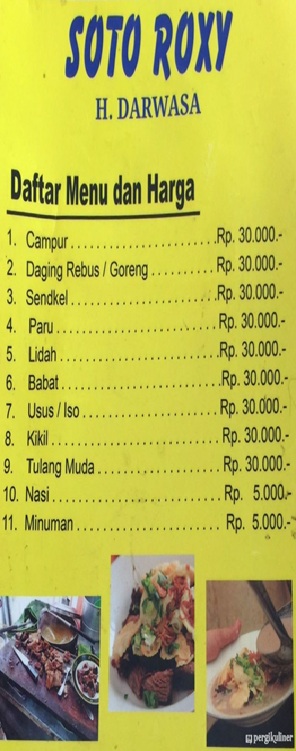 SOTO ROXY
H. DARWASA
Daftar Menu dan Harga
1. Campur ........................ Rp. 30.000.-
2. Daging Rebus / Goreng ........... Rp. 30.000.-
3. Sendkel ........................ Rp. 30.000.-
4. Paru ........................ Rp. 30.000.-
5. Lidah ........................ Rp. 30.000.-
6. Babat ........................ Rp. 30.000.-
7. Usus / Iso ..................... Rp. 30.000.-
8. Kikil ........................ Rp. 30.000.-
9. Tulang Muda ................... Rp. 30.000.-
10. Nasi ........................ Rp. 5.000.-
11. Minuman ..................... Rp. 5.000.-
pergikuliner